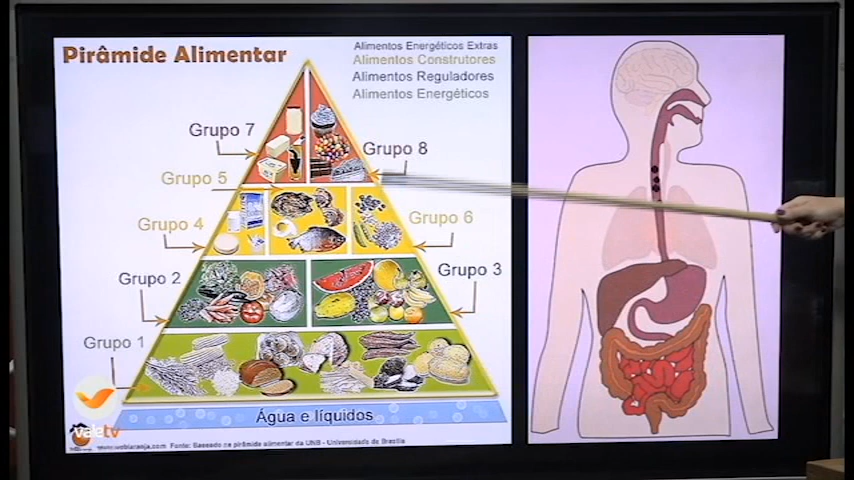 Pirâmide Alimentar
Alimentos Energéticos Extras
Alimentos Construtores
Alimentos Reguladores
Alimentos Energéticos
Grupo 7
Grupo 8
Grupo 5
Grupo 4
Grupo 6
Grupo 2
Grupo 3
Grupo 1
Água e líquidos
vale tv
Fonte: Baseado na pirâmide alimentar da UNB - Universidade de Brasília